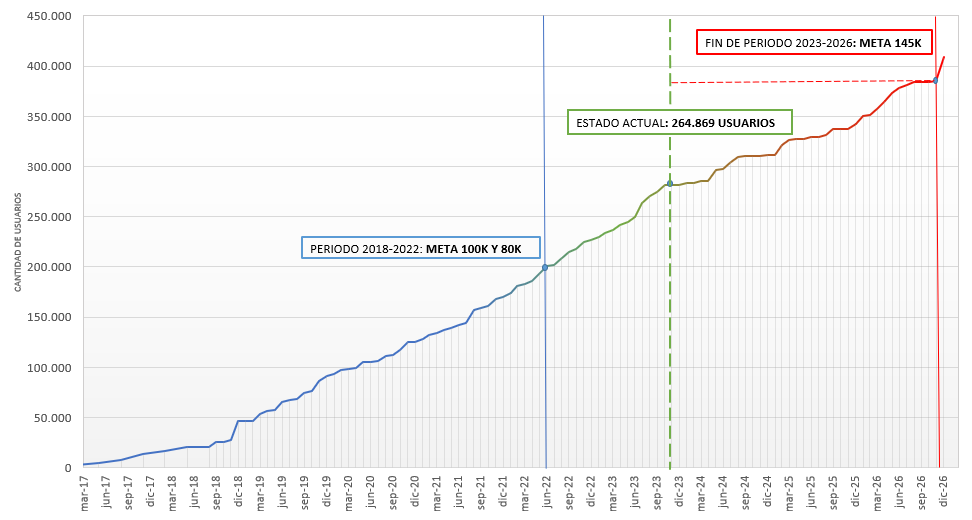 450.000
400.000
350.000
300.000
250.000
200.000
150.000
100.000
50.000
0
CANTIDAD DE USUARIOS
FIN DE PERIODO 2023-2026: META 145K
ESTADO ACTUAL: 264.869 USUARIOS
PERIODO 2018-2022: META 100K Y 80K
mar-17
jun-17
sep-17
dic-17
mar-18
jun-18
sep-18
dic-18
mar-19
jun-19
sep-19
dic-19
mar-20
jun-20
sep-20
dic-20
mar-21
jun-21
sep-21
dic-21
mar-22
jun-22
sep-22
dic-22
mar-23
jun-23
sep-23
dic-23
mar-24
jun-24
sep-24
dic-24
mar-25
jun-25
sep-25
dic-25
mar-26
jun-26
sep-26
dic-26